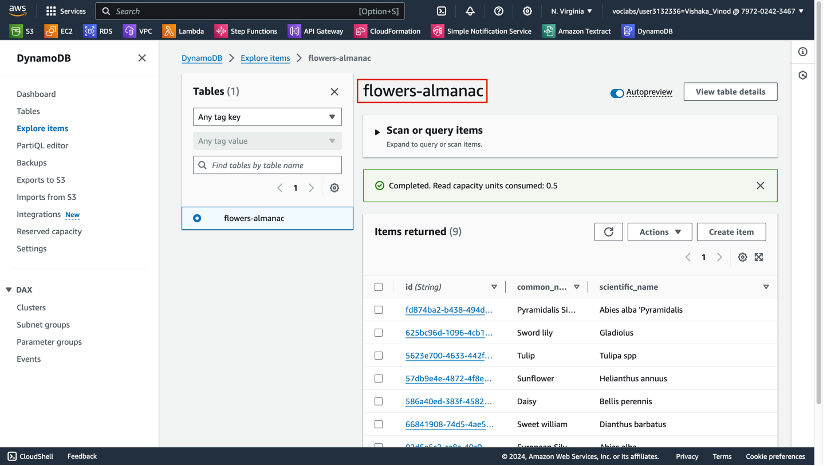 aws
Services
Search
[Option+S]
N. Virginia
voclabs/user3132336=Vishaka_Vinod @ 7972-0242-3467
S3
EC2
RDS
VPC
Lambda
Step Functions
API Gateway
CloudFormation
Simple Notification Service
Amazon Textract
DynamoDB
DynamoDB
Dashboard
Tables
Explore items
PartiQL editor
Backups
Exports to S3
Imports from S3
Integrations New
Reserved capacity
Settings
DAX
Clusters
Subnet groups
Parameter groups
Events
DynamoDB > Explore items > flowers-almanac
Tables (1)
Any tag key
Any tag value
Find tables by table name
1
flowers-almanac
flowers-almanac
Autopreview
View table details
Scan or query items
Expand to query or scan items.
Completed. Read capacity units consumed: 0.5
Items returned (9)
Actions
Create item
1
id (String) common_n... scientific_name
fd874ba2-b438-494d... Pyramidalis Si... Abies alba 'Pyramidalis
625bc96d-1096-4cb1... Sword lily Gladiolus
5623e700-4633-442f... Tulip Tulipa spp
57db9e4e-4872-4f8e... Sunflower Helianthus annuus
586a40ed-383f-4582... Daisy Bellis perennis
66841908-74d5-4ae5... Sweet william Dianthus barbatus
CloudShell
Feedback
© 2024, Amazon Web Services, Inc. or its affiliates.
Privacy
Terms
Cookie preferences